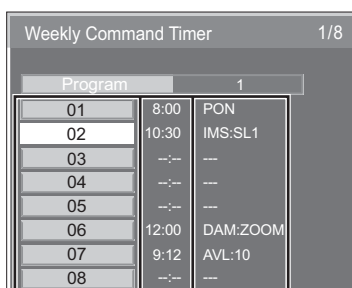 Weekly Command Timer 1/8
Program 1
01 8:00 PON
02 10:30 IMS:SL1
03 --:-- ---
04 --:-- ---
05 --:-- ---
06 12:00 DAM:ZOOM
07 9:12 AVL:10
08 --:-- ---